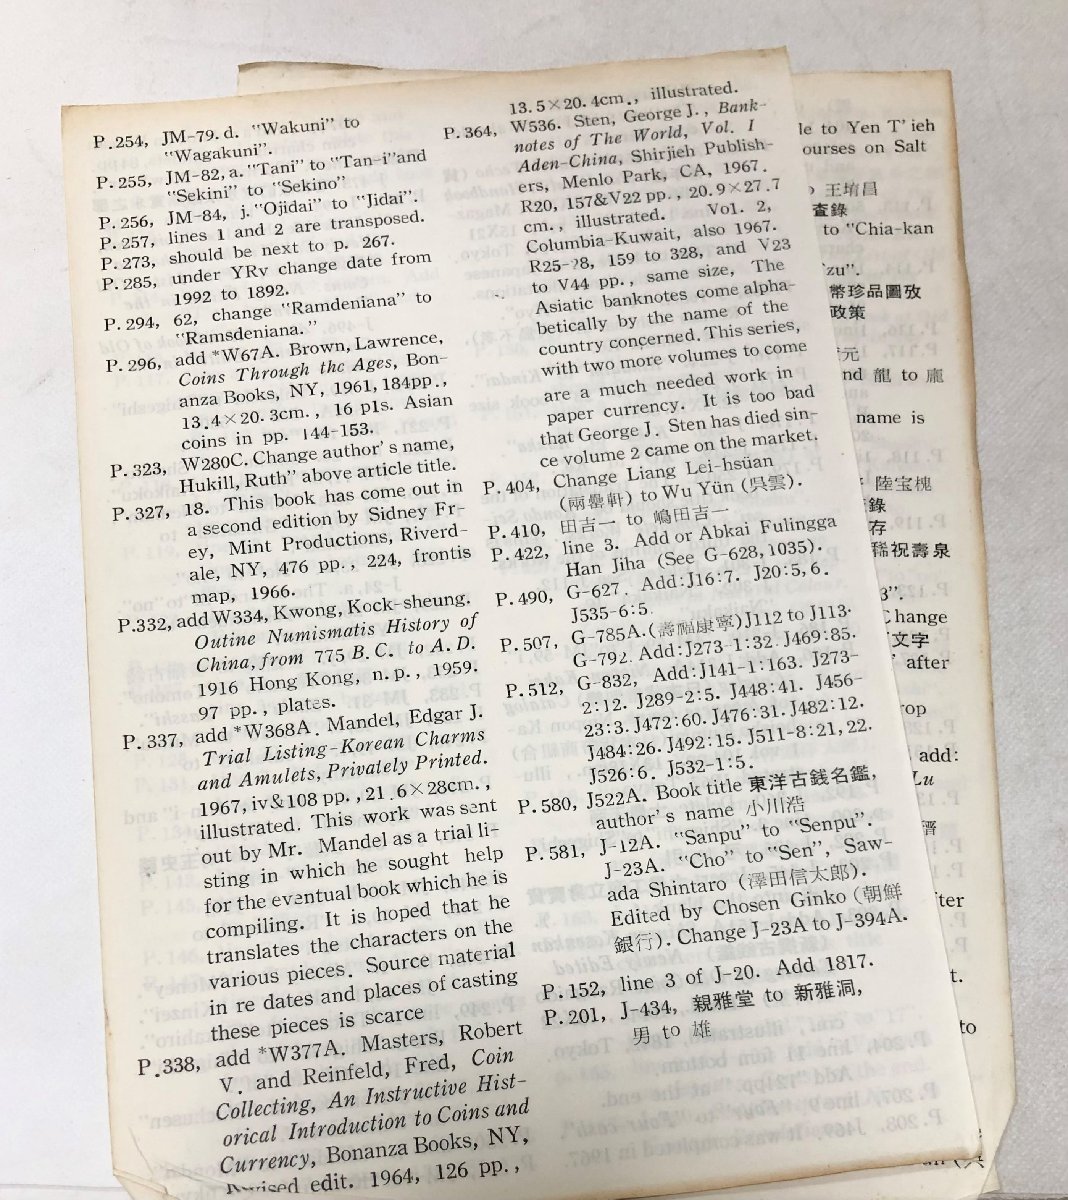 P.254, JM-79.d. "Wakuni" to
"Wagakuni".
P.255, JM-82,a. "Tani" to "Tan-i"and
"Sekini" to "Sekino"
P.256, JM-84, j. "Ojidai" to "Jidai".
P.257, lines 1 and 2 are transposed.
P.273, should be next to p. 267.
P.285, under YRv change date from
1992 to 1892.
P.294, 62, change "Ramdeniana" to
"Ramsdeniana."
P.296, add *W67A. Brown, Lawrence,
Coins Through the Ages, Bon-
anza Books, NY, 1961, 184pp.,
13.4×20.3cm., 16 pls. Asian
coins in pp. 144-153.
P.323, W280C. Change author's name,
Hukill, Ruth" above article title.
P.327, 18. This book has come out in
a second edition by Sidney Fr-
ey, Mint Productions, Riverd-
ale, NY, 476 pp., 224, frontis
map, 1966.
P.332, add W334, Kwong, Kock-sheung.
Outine Numismatis History of
China, from 775 B.C. to A.D.
1916 Hong Kong, n.p., 1959.
97 pp., plates.
P.337, add *W368A. Mandel, Edgar J.
Trial Listing-Korean Charms
and Amulets, Privately Printed.
1967, iv&108 pp., 21.6×28cm.,
illustrated. This work was sent
out by Mr. Mandel as a trial li-
sting in which he sought help
for the eventual book which he is
compiling. It is hoped that he
translates the characters on the
various pieces. Source material
in re dates and places of casting
these pieces is scarce
P.338, add *W377A. Masters, Robert
V. and Reinfeld, Fred, Coin
Collecting, An Instructive Hist-
orical Introduction to Coins and
Currency, Bonanza Books, NY,
Revised edit. 1964, 126 pp.,
13.5×20.4cm., illustrated.
P.364, W536. Sten, George J., Bank-
notes of The World, Vol. I
Aden-China, Shirjieh Publish-
ers, Menlo Park, CA, 1967.
R20, 157&V22 pp., 20.9×27.7
cm., illustrated. Vol. 2,
Columbia-Kuwait, also 1967.
R25-28, 159 to 328, and V23
to V44 pp., same size, The
Asiatic banknotes come alpha-
betically by the name of the
country concerned. This series,
with two more volumes to come
are a much needed work in
paper currency. It is too bad
that George J. Sten has died sin-
ce volume 2 came on the market.
P.404, Change Liang Lei-hsüan
(兩罍軒) to Wu Yün (呉雲).
P.410, 田吉一 to 嶋田吉一
P.422, line 3. Add or Abkai Fulingga
Han Jiha (See G-628, 1035).
P.490, G-627. Add:J16:7. J20:5,6.
J535-6:5.
P.507, G-785A.(壽福康寧)J112 to J113.
G-792. Add:J273-1:32. J469:85.
P.512, G-832, Add:J141-1:163. J273-
2:12. J289-2:5. J448:41. J456-
23:3. J472:60. J476:31. J482:12.
J484:26. J492:15. J511-8:21, 22.
J526:6. J532-1:5.
P.580, J522A. Book title 東洋古銭名鑑,
author's name 小川浩
P.581, J-12A. "Sanpu" to "Senpu".
J-23A. "Cho" to "Sen", Saw-
ada Shintaro (澤田信太郎).
Edited by Chosen Ginko (朝鮮
銀行). Change J-23A to J-394A.
P.152, line 3 of J-20. Add 1817.
P.201, J-434, 親雅堂 to 新雅洞,
男 to 雄
le to Yen T'ieh
ourses on Salt
王堉昌
査錄
to "Chia-kan
zu".
幣珍品圖攷
政策
元
nd 龍 to 龐
name is
陸宝槐
錄
存
祝壽泉
3".
Change
文字
after
rop
add:
Lu
ter
t.
to